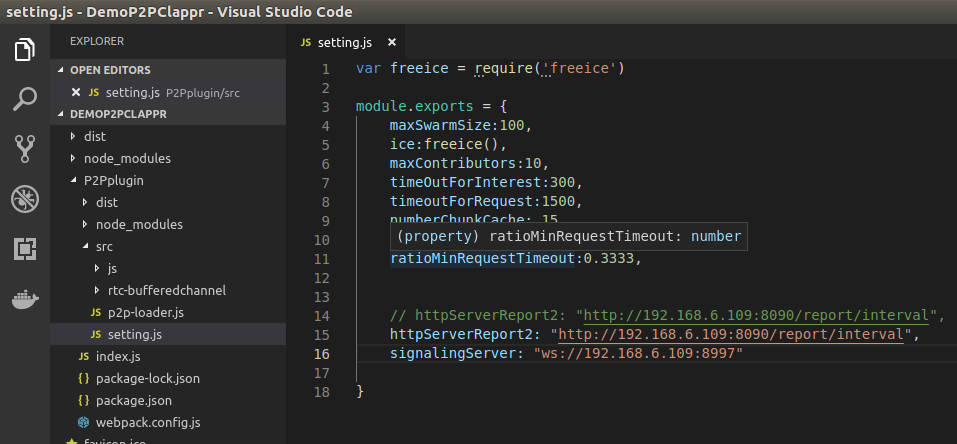 setting.js - DemoP2PClappr - Visual Studio Code
EXPLORER
OPEN EDITORS
JS setting.js P2Pplugin/src
DEMOP2PCLAPPR
dist
node_modules
P2Pplugin
dist
node_modules
src
js
rtc-bufferedchannel
JS p2p-loader.js
JS setting.js
JS index.js
{ } package-lock.json
{ } package.json
webpack.config.js
favicon.ico
JS setting.js
1 var freeice = require('freeice')
2
3 module.exports = {
4 maxSwarmSize:100,
5 ice:freeice(),
6 maxContributors:10,
7 timeOutForInterest:300,
8 timeoutForRequest:1500,
9 numberChunkCache: 15
10 (property) ratioMinRequestTimeout: number
11 ratioMinRequestTimeout:0.3333,
12
13
14 // httpServerReport2: "http://192.168.6.109:8090/report/interval",
15 httpServerReport2: "http://192.168.6.109:8090/report/interval",
16 signalingServer: "ws://192.168.6.109:8997"
17
18 }